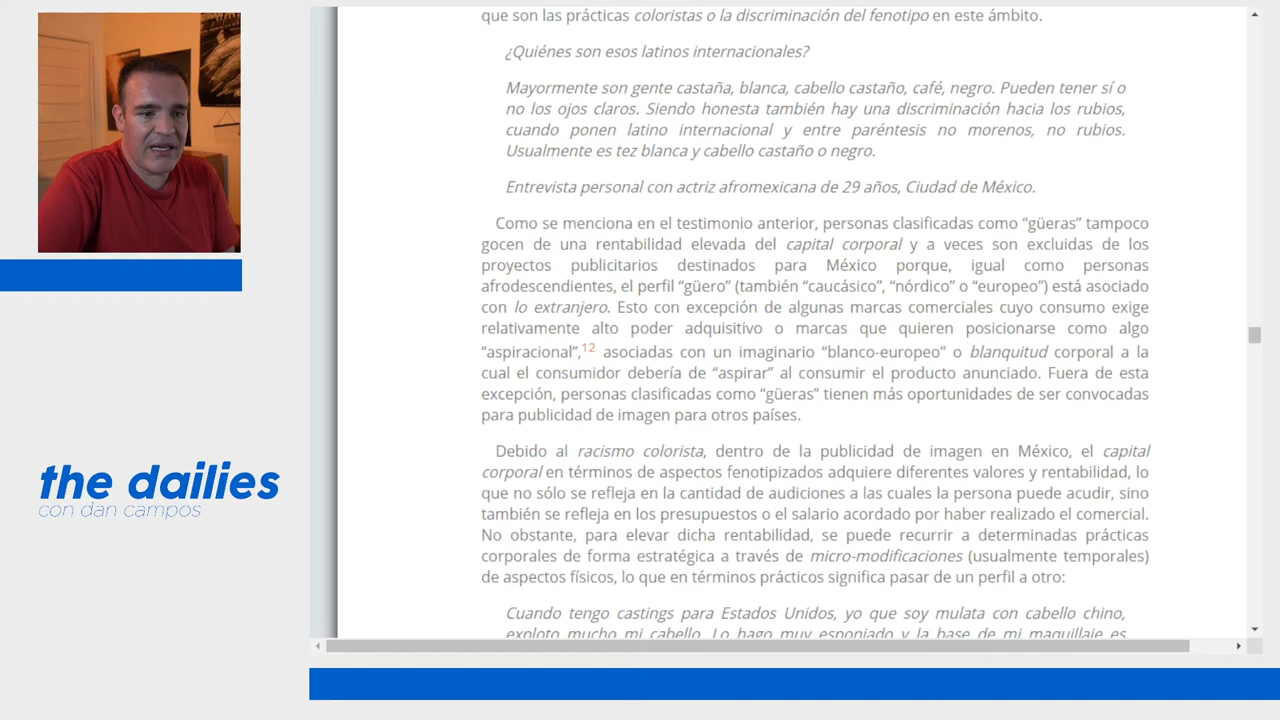 que son las prácticas coloristas o la discriminación del fenotipo en este ámbito.
¿Quiénes son esos latinos internacionales?
Mayormente son gente castaña, blanca, cabello castaño, café, negro. Pueden tener sí o
no los ojos claros. Siendo honesta también hay una discriminación hacia los rubios,
cuando ponen latino internacional y entre paréntesis no morenos, no rubios.
Usualmente es tez blanca y cabello castaño o negro.
Entrevista personal con actriz afromexicana de 29 años, Ciudad de México.
Como se menciona en el testimonio anterior, personas clasificadas como “güeras” tampoco
gocen de una rentabilidad elevada del capital corporal y a veces son excluidas de los
proyectos publicitarios destinados para México porque, igual como personas
afrodescendientes, el perfil “güero” (también “caucásico”, “nórdico” o “europeo”) está asociado
con lo extranjero. Esto con excepción de algunas marcas comerciales cuyo consumo exige
relativamente alto poder adquisitivo o marcas que quieren posicionarse como algo
“aspiracional”,12 asociadas con un imaginario “blanco-europeo” o blanquitud corporal a la
cual el consumidor debería de “aspirar” al consumir el producto anunciado. Fuera de esta
excepción, personas clasificadas como “güeras” tienen más oportunidades de ser convocadas
para publicidad de imagen para otros países.
Debido al racismo colorista, dentro de la publicidad de imagen en México, el capital
corporal en términos de aspectos fenotipizados adquiere diferentes valores y rentabilidad, lo
que no sólo se refleja en la cantidad de audiciones a las cuales la persona puede acudir, sino
también se refleja en los presupuestos o el salario acordado por haber realizado el comercial.
No obstante, para elevar dicha rentabilidad, se puede recurrir a determinadas prácticas
corporales de forma estratégica a través de micro-modificaciones (usualmente temporales)
de aspectos físicos, lo que en términos prácticos significa pasar de un perfil a otro:
Cuando tengo castings para Estados Unidos, yo que soy mulata con cabello chino,
exploto mucho mi cabello. Lo hago muy esponjado y la base de mi maquillaje es
the dailies
con dan campos